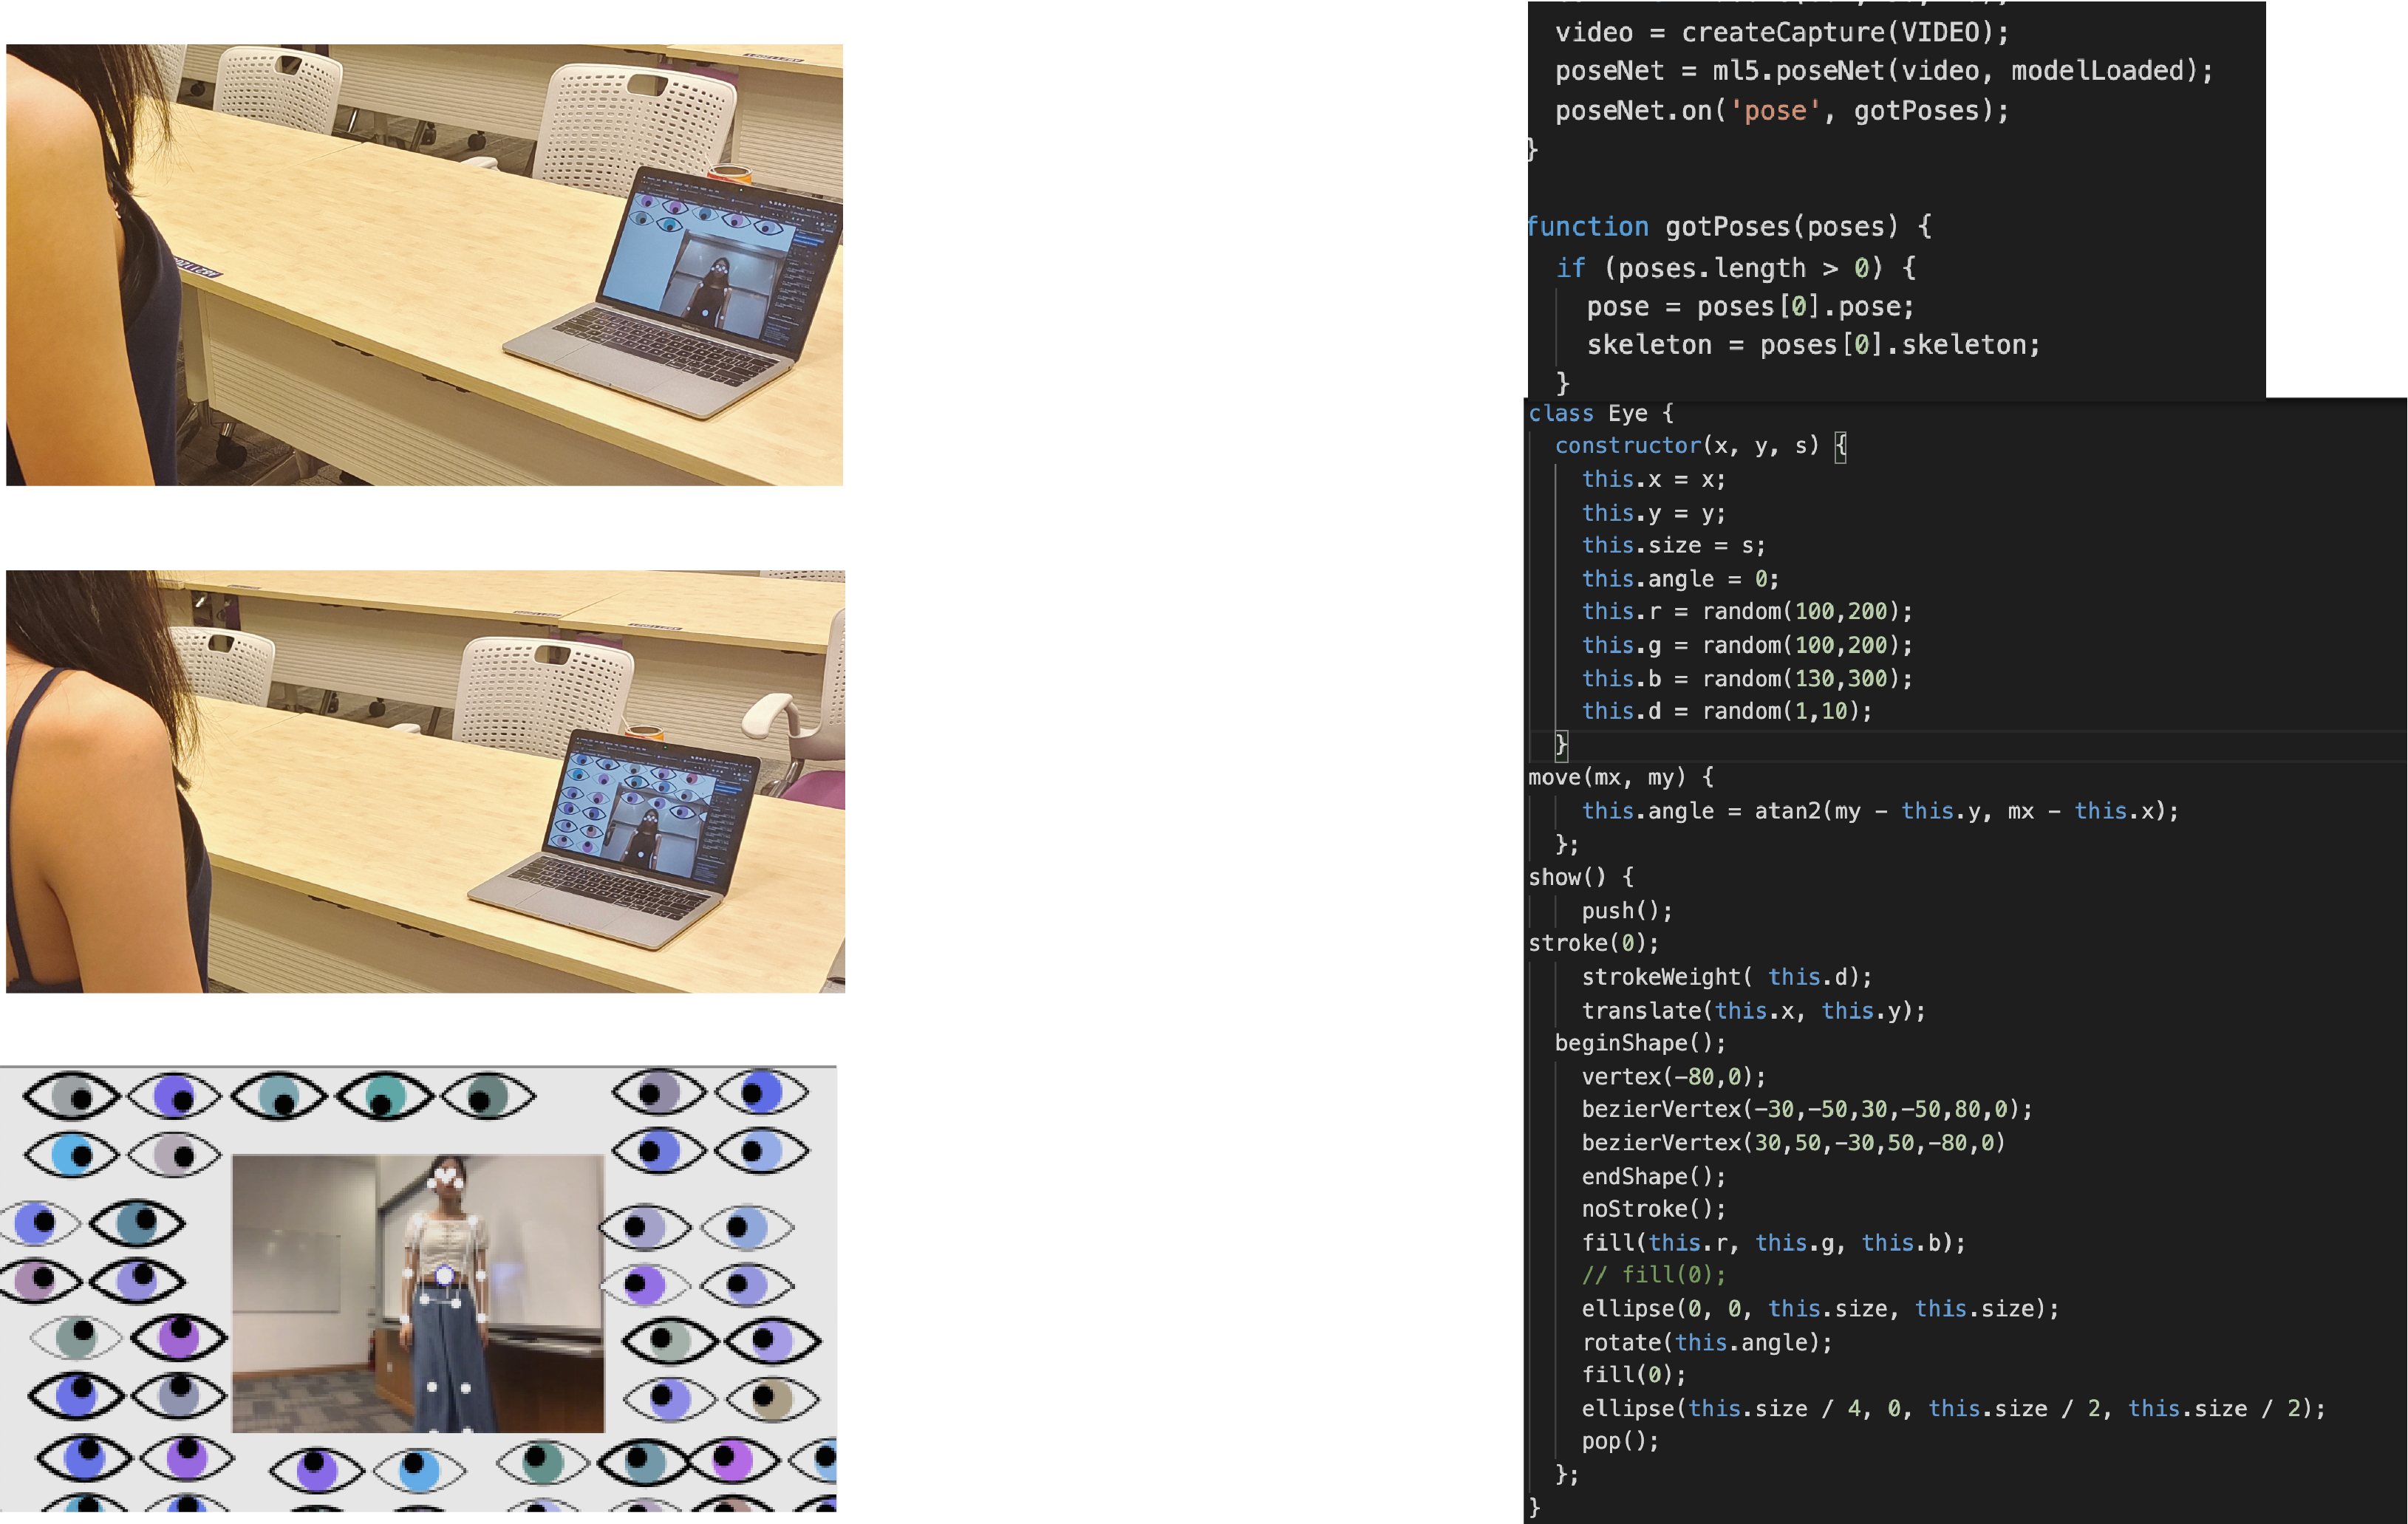 video = createCapture(VIDEO);
poseNet = ml5.poseNet(video, modelLoaded);
poseNet.on('pose', gotPoses);
}
function gotPoses(poses) {
if (poses.length > 0) {
pose = poses[0].pose;
skeleton = poses[0].skeleton;
}
class Eye {
constructor(x, y, s) {
this.x = x;
this.y = y;
this.size = s;
this.angle = 0;
this.r = random(100,200);
this.g = random(100,200);
this.b = random(130,300);
this.d = random(1,10);
}
move(mx, my) {
this.angle = atan2(my - this.y, mx - this.x);
};
show() {
push();
stroke(0);
strokeWeight( this.d);
translate(this.x, this.y);
beginShape();
vertex(-80,0);
bezierVertex(-30,-50,30,-50,80,0);
bezierVertex(30,50,-30,50,-80,0)
endShape();
noStroke();
fill(this.r, this.g, this.b);
// fill(0);
ellipse(0, 0, this.size, this.size);
rotate(this.angle);
fill(0);
ellipse(this.size / 4, 0, this.size / 2, this.size / 2);
pop();
};
}